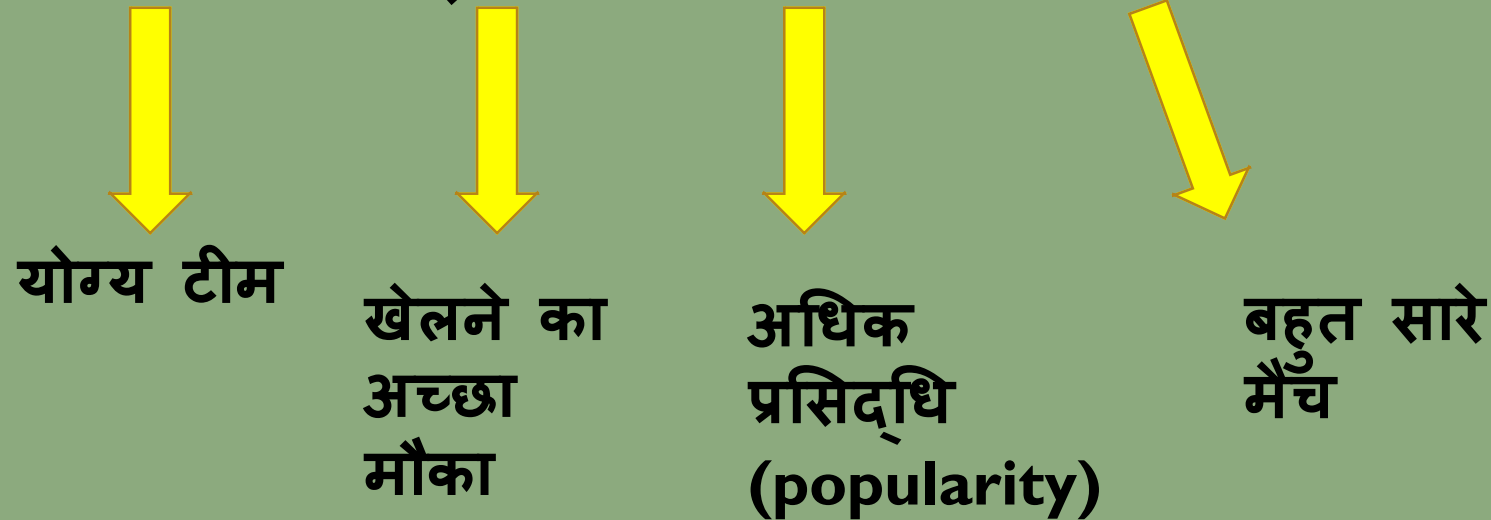 योग्य टीम
खेलने का
अच्छा
मौका
अधिक
प्रसिद्धि
(popularity)
बहुत सारे
मैच